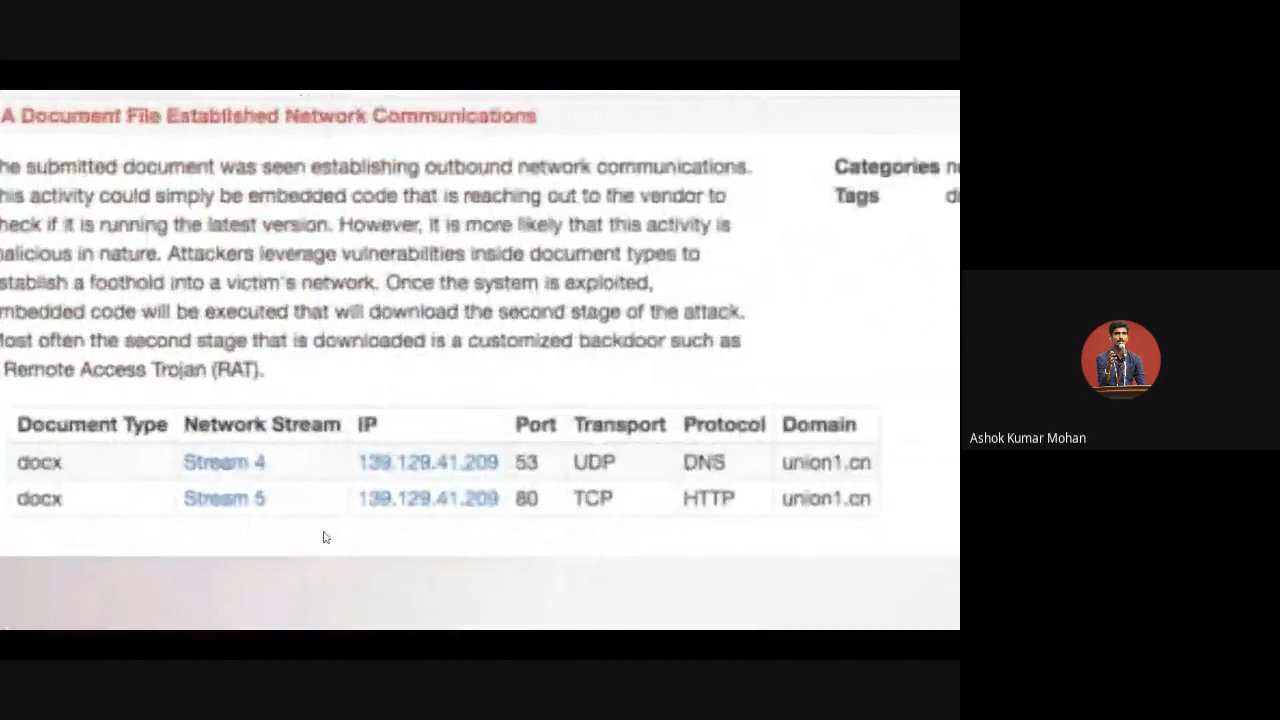 A Document File Established Network Communications
he submitted document was seen establishing outbound network communications.
his activity could simply be embedded code that is reaching out to the vendor to
heck if it is running the latest version. However, it is more likely that this activity is
alicious in nature. Attackers leverage vulnerabilities inside document types to
stablish a foothold into a victim's network. Once the system is exploited,
mbedded code will be executed that will download the second stage of the attack.
lost often the second stage that is downloaded is a customized backdoor such as
Remote Access Trojan (RAT).
Categories n
Tags d
Document Type Network Stream IP Port Transport Protocol Domain
docx Stream 4 139.129.41.209 53 UDP DNS union1.cn
docx Stream 5 139.129.41.209 80 TCP HTTP union1.cn
Ashok Kumar Mohan